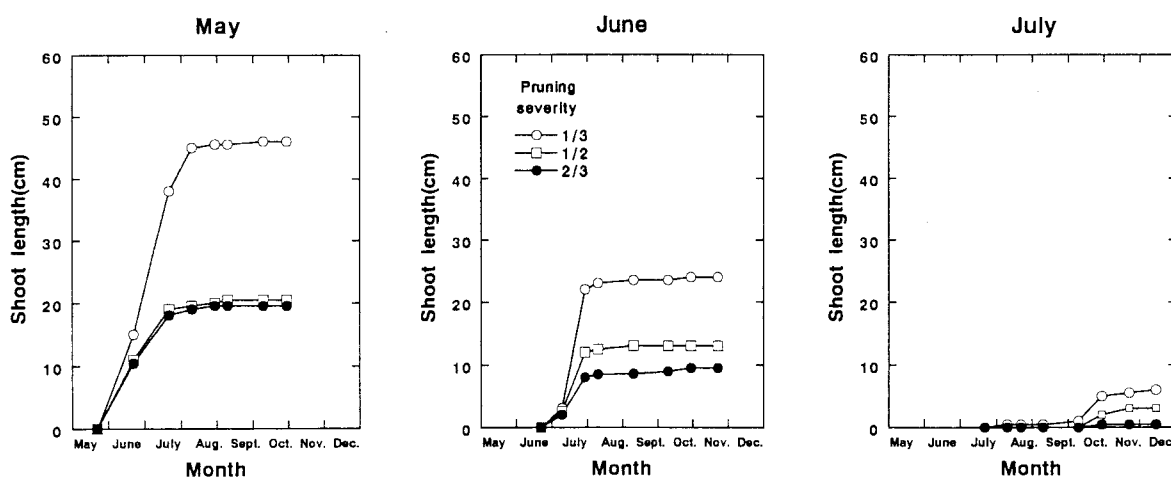 May
June
July
60
50
40
30
20
10
0
Shoot length(cm)
May June July Aug. Sept. Oct. Nov. Dec.
Month
60
50
40
30
20
10
0
Shoot length(cm)
Pruning
severity
1/3
1/2
2/3
May June July Aug. Sept. Oct. Nov. Dec.
Month
60
50
40
30
20
10
0
Shoot length(cm)
May June July Aug. Sept. Oct. Nov. Dec.
Month